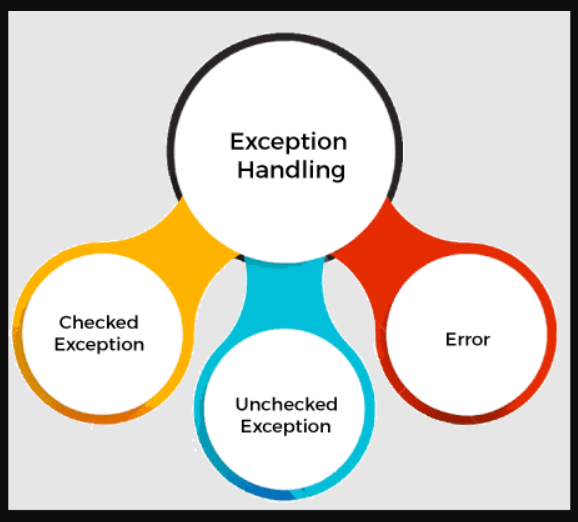 Exception
Handling
Checked
Exception
Unchecked
Exception
Error